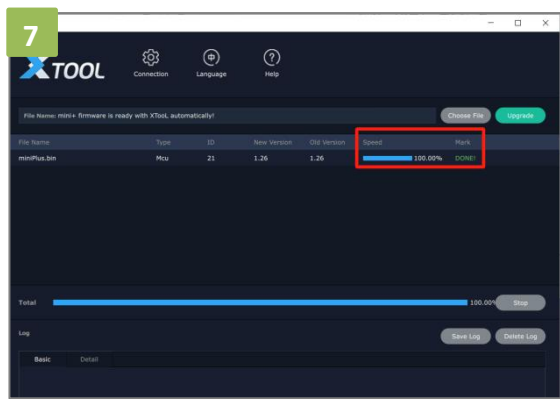 7
XTOOL
Connection
Language
Help
File Name: mini+ firmware is ready with XTool automatically!
Choose File
Upgrade
File Name Type ID New Version Old Version Speed Mark
miniPlus.bin Mcu 21 1.26 1.26 100.00% DONE!
Total 100.00% Stop
Log
Save Log Delete Log
Basic Detail